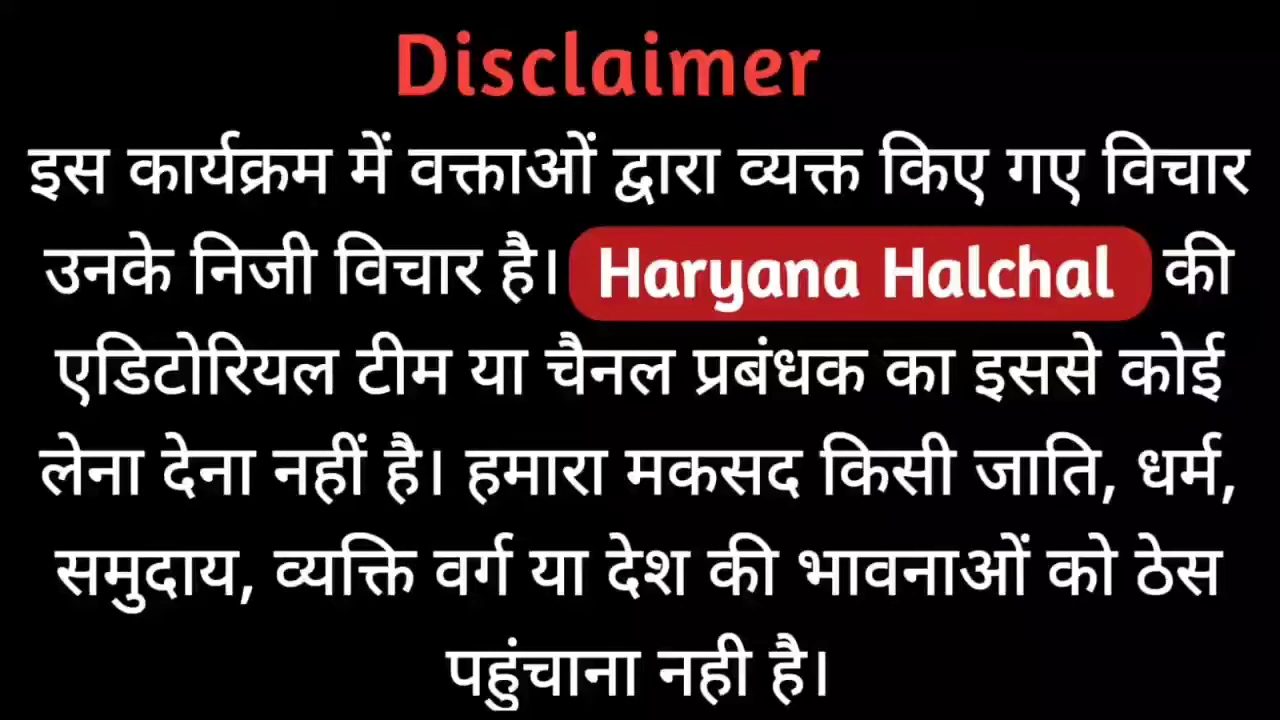 Disclaimer
इस कार्यक्रम में वक्ताओं द्वारा व्यक्त किए गए विचार
उनके निजी विचार है। Haryana Halchal की
एडिटोरियल टीम या चैनल प्रबंधक का इससे कोई
लेना देना नहीं है। हमारा मकसद किसी जाति, धर्म,
समुदाय, व्यक्ति वर्ग या देश की भावनाओं को ठेस
पहुंचाना नही है।